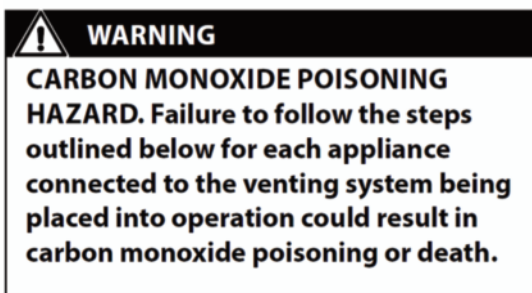 WARNING
CARBON MONOXIDE POISONING
HAZARD. Failure to follow the steps
outlined below for each appliance
connected to the venting system being
placed into operation could result in
carbon monoxide poisoning or death.